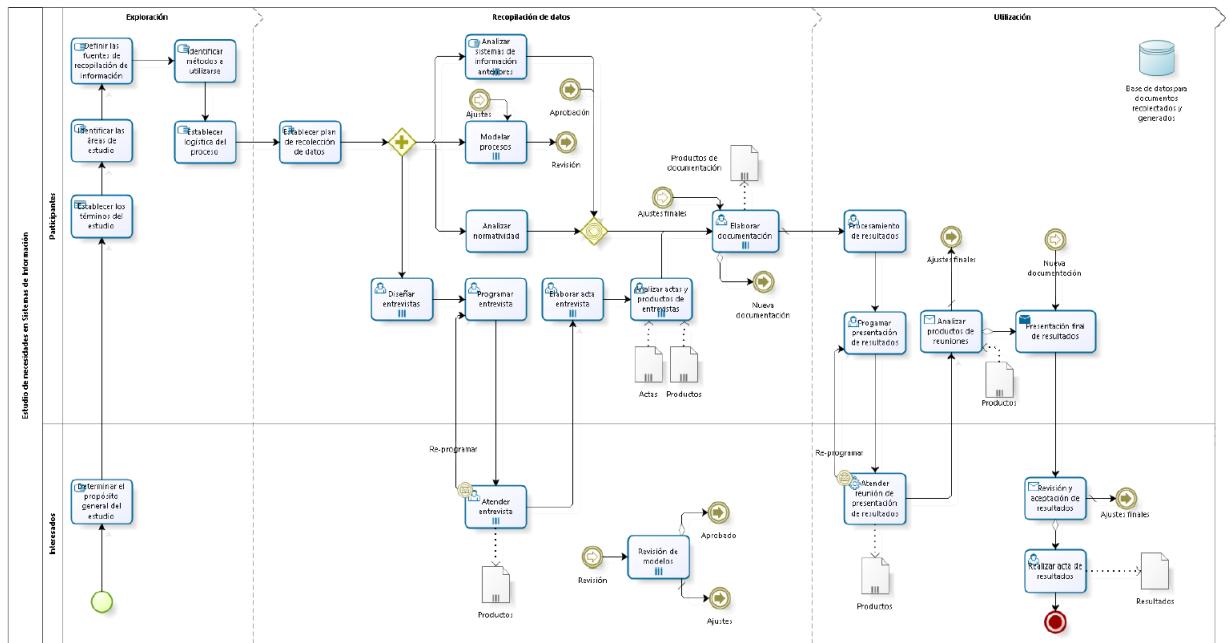 Exploración
Recopilación de datos
Utilización
Estudio de necesidades en Sistemas de Información
Participantes
Interesados
Definir las
fuentes de
recopilación de
información
Identificar
métodos a
utilizarse
Identificar las
áreas de
estudio
Establecer
logística del
proceso
Establecer los
términos del
estudio
Determinar el
propósito
general del
estudio
Establecer plan
de recolección
de datos
Analizar
sistemas de
información
anteriores
Ajustes
Aprobación
Modelar
procesos
Revisión
Analizar
normatividad
Diseñar
entrevistas
Programar
entrevista
Elaborar acta
entrevista
Analizar actas y
productos de
entrevistas
Actas
Productos
Productos de
documentación
Ajustes finales
Elaborar
documentación
Nueva
documentación
Re-programar
Atender
entrevista
Productos
Revisión
Revisión de
modelos
Aprobado
Ajustes
Base de datos para
documentos
recolectados y
generados
Procesamiento
de resultados
Ajustes finales
Nueva
documentación
Progamar
presentación
de resultados
Analizar
productos de
reuniones
Presentación final
de resultados
Productos
Re-programar
Atender
reunión de
presentación
de resultados
Productos
Revisión y
aceptación de
resultados
Ajustes finales
Realizar acta de
resultados
Resultados